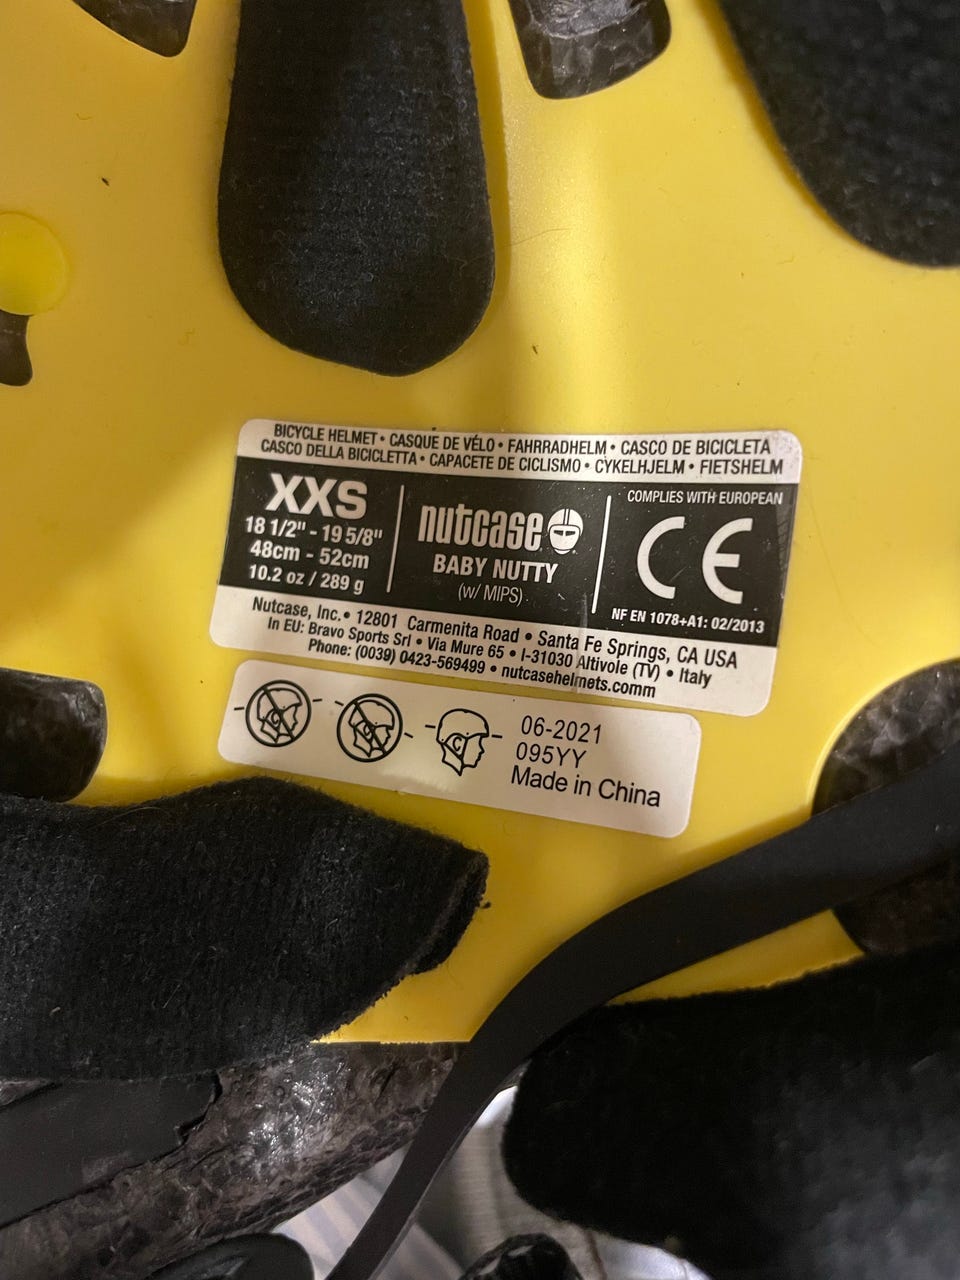 BICYCLE HELMET • CASQUE DE VÉLO • FAHRRADHELM • CASCO DE BICICLETA
CASCO DELLA BICICLETTA • CAPACETE DE CICLISMO • CYKELHJELM • FIETSHELM
XXS
18 1/2" - 19 5/8"
48cm - 52cm
10.2 oz / 289 g
nutcase
BABY NUTTY
(w/ MIPS)
COMPLIES WITH EUROPEAN
CE
NF EN 1078+A1: 02/2013
Nutcase, Inc. • 12801 Carmenita Road • Santa Fe Springs, CA USA
In EU: Bravo Sports Srl • Via Mure 65 • I-31030 Altivole (TV) • Italy
Phone: (0039) 0423-569499 • nutcasehelmets.comm
06-2021
095YY
Made in China